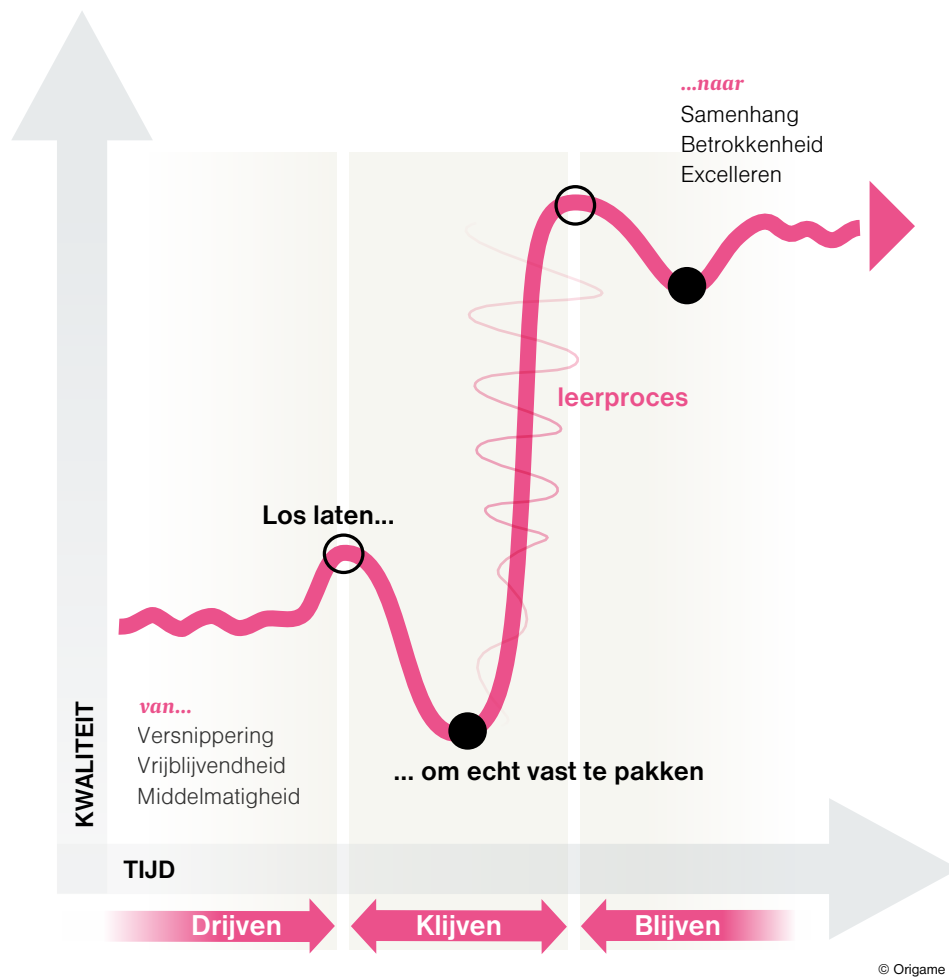 ...naar
Samenhang
Betrokkenheid
Excelleren
leerproces
Los laten...
van...
Versnippering
Vrijblijvendheid
Middelmatigheid
... om echt vast te pakken
KWALITEIT
TIJD
Drijven
Klijven
Blijven
© Origame